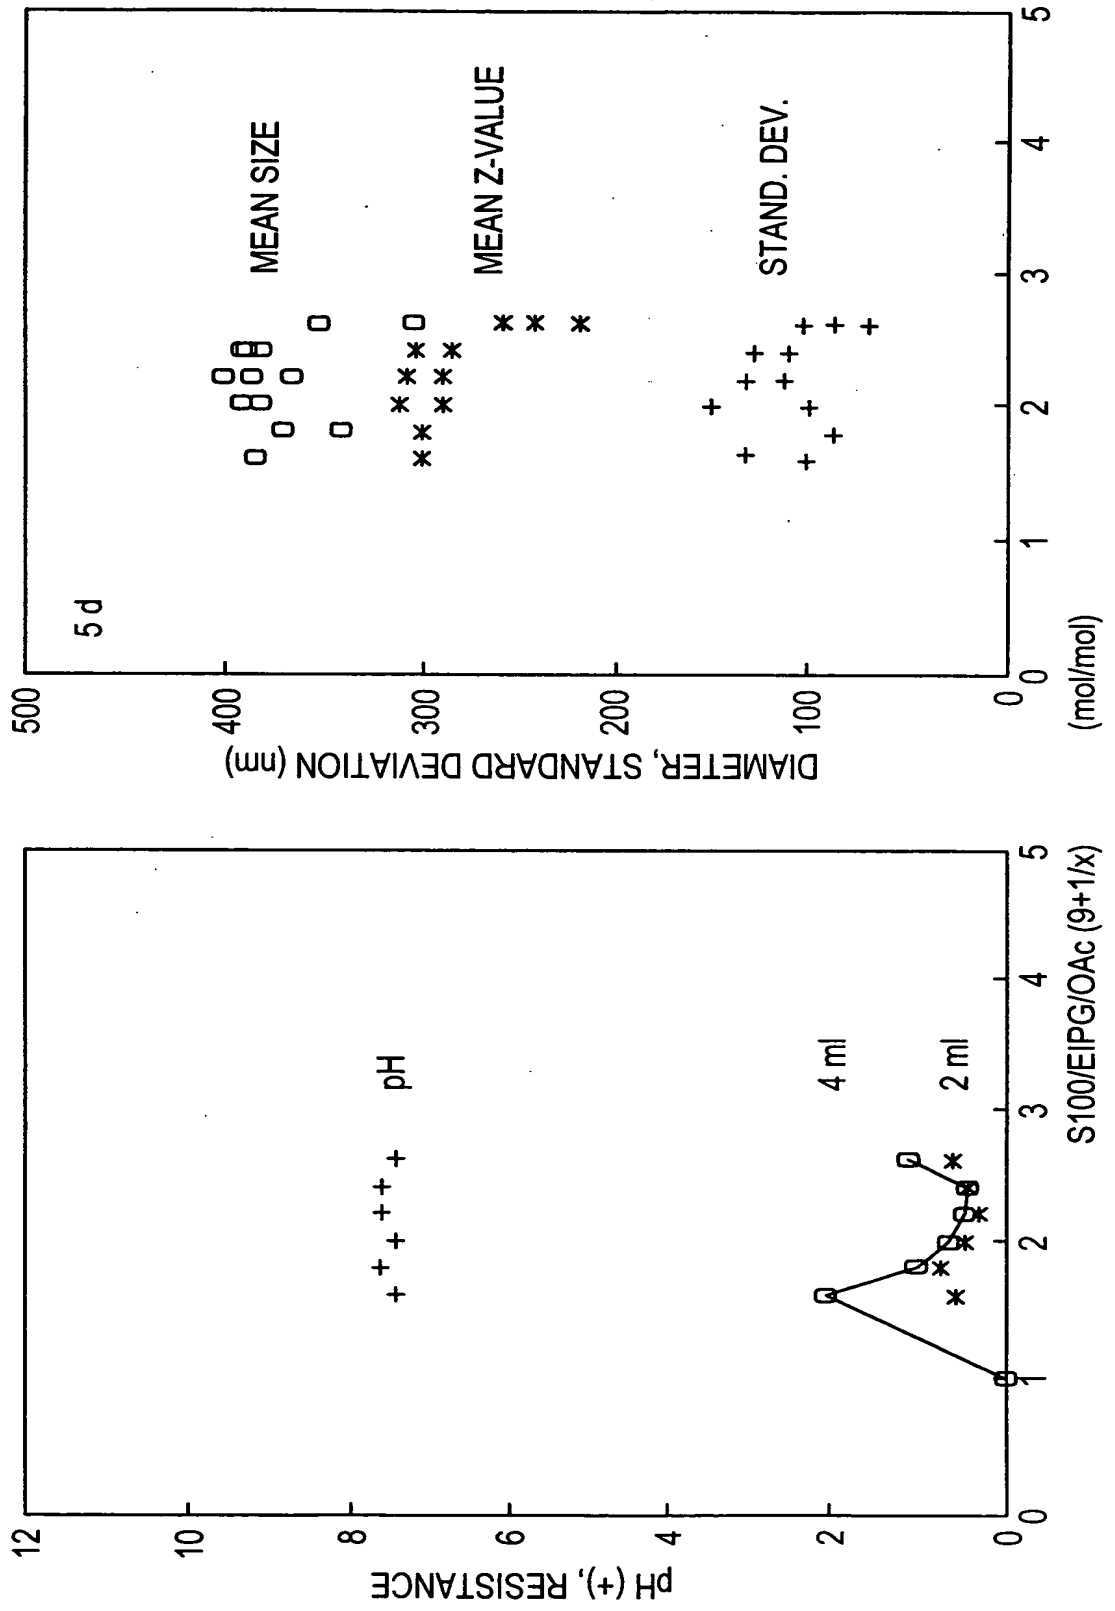 12
10
8
6
4
2
0
pH (+), RESISTANCE
pH
4 ml
2 ml
0
1
2
3
4
5
S100/EIPG/OAc (9+1/x)
(mol/mol)
500
400
300
200
100
0
DIAMETER, STANDARD DEVIATION (nm)
5 d
MEAN SIZE
MEAN Z-VALUE
STAND. DEV.
0
1
2
3
4
5